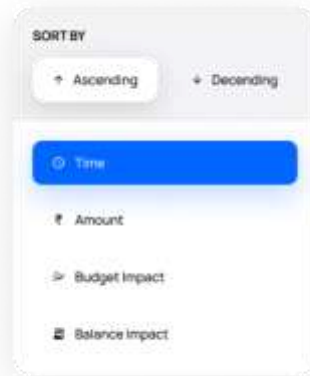 SORT BY
↑ Ascending ↓ Decending
Time
₹ Amount
Budget Impact
Balance Impact